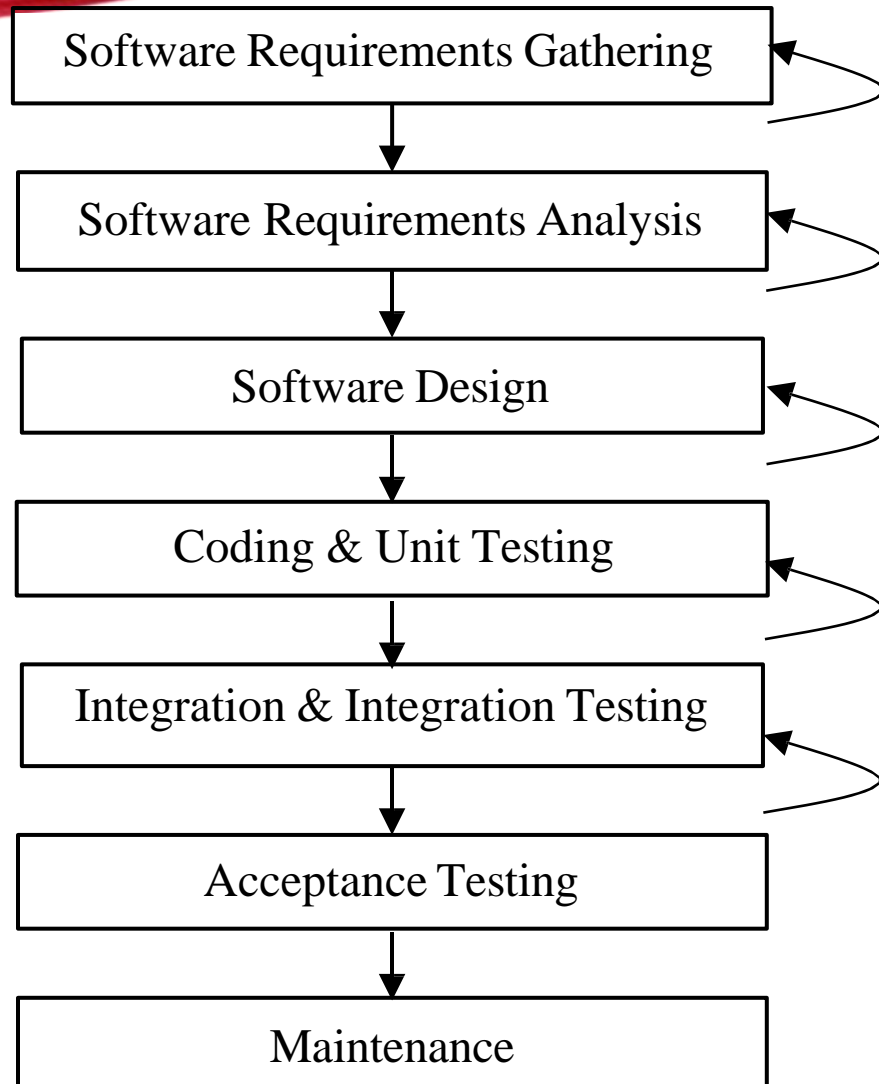 Software Requirements Gathering
Software Requirements Analysis
Software Design
Coding & Unit Testing
Integration & Integration Testing
Acceptance Testing
Maintenance